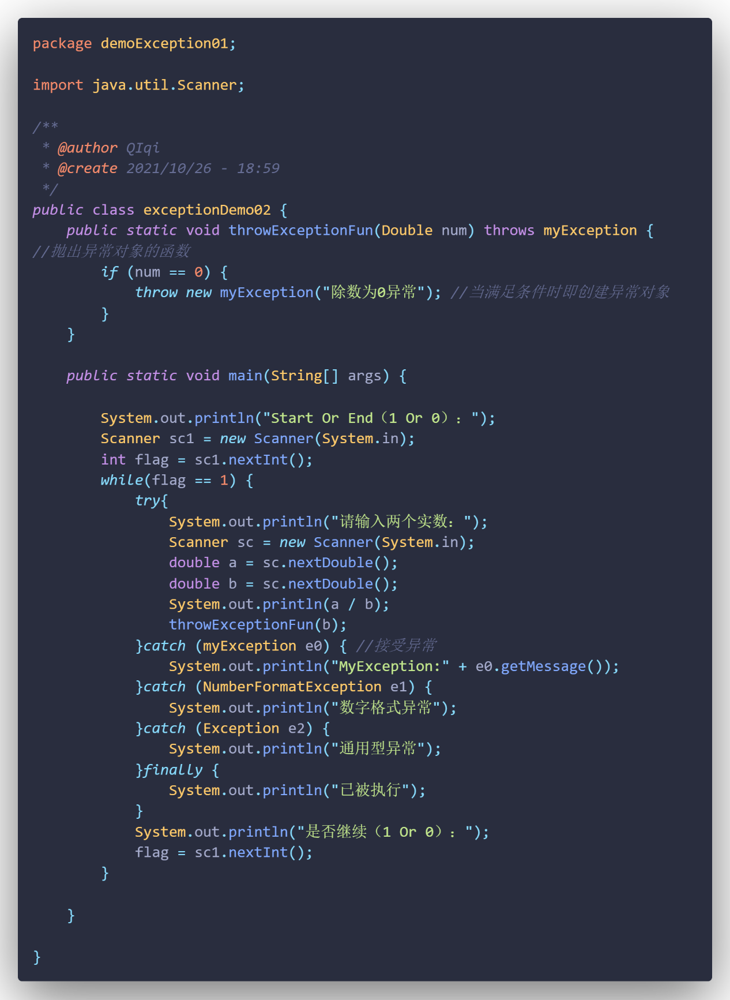 package demoException01;
import java.util.Scanner;
/**
 * @author QIqi
 * @create 2021/10/26 - 18:59
 */
public class exceptionDemo02 {
    public static void throwExceptionFun(Double num) throws myException {
//抛出异常对象的函数
        if (num == 0) {
            throw new myException("除数为0异常"); //当满足条件时即创建异常对象
        }
    }
    public static void main(String[] args) {
        System.out.println("Start Or End（1 Or 0）：");
        Scanner sc1 = new Scanner(System.in);
        int flag = sc1.nextInt();
        while(flag == 1) {
            try{
                System.out.println("请输入两个实数：");
                Scanner sc = new Scanner(System.in);
                double a = sc.nextDouble();
                double b = sc.nextDouble();
                System.out.println(a / b);
                throwExceptionFun(b);
            }catch (myException e0) { //接受异常
                System.out.println("MyException:" + e0.getMessage());
            }catch (NumberFormatException e1) {
                System.out.println("数字格式异常");
            }catch (Exception e2) {
                System.out.println("通用型异常");
            }finally {
                System.out.println("已被执行");
            }
            System.out.println("是否继续（1 Or 0）：");
            flag = sc1.nextInt();
        }
    }
}